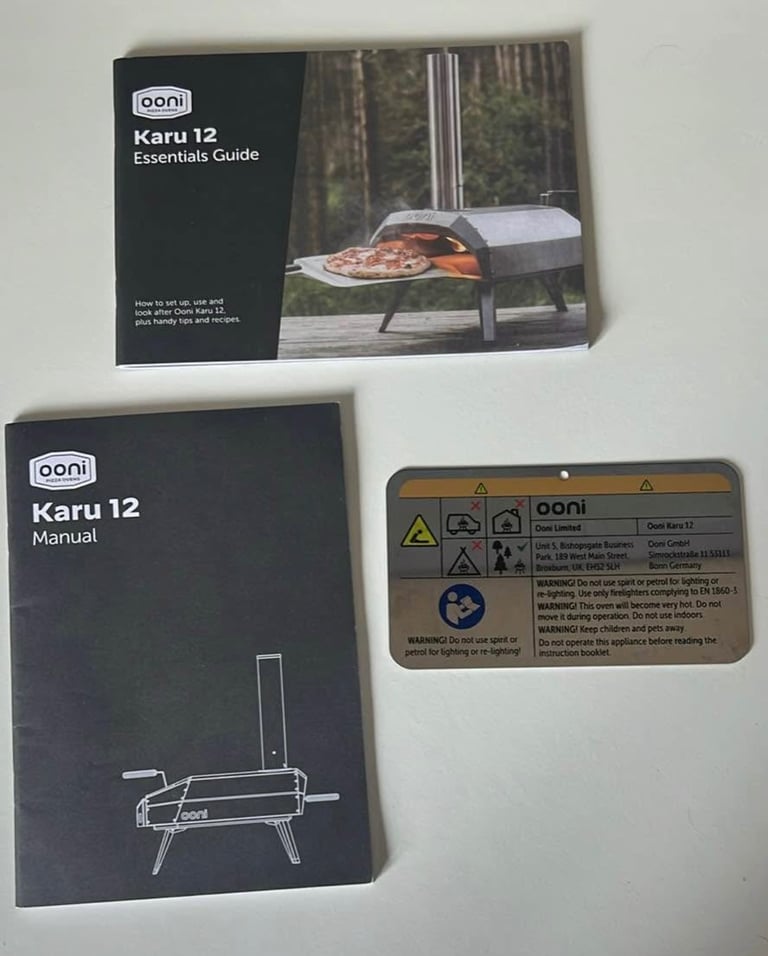 ooni
PIZZA OVENS
Karu 12
Essentials Guide
How to set up, use and
look after Ooni Karu 12,
plus handy tips and recipes.
ooni
ooni
PIZZA OVENS
Karu 12
Manual
ooni
ooni
Ooni Limited
Ooni Karu 12
Unit 5, Bishopsgate Business
Park, 189 West Main Street,
Broxburn, UK, EH52 5LH
Ooni GmbH
Simrockstraße 11 53113
Bonn Germany
WARNING! Do not use spirit or
petrol for lighting or re-lighting!
WARNING! Do not use spirit or petrol for lighting or
re-lighting. Use only firelighters complying to EN 1860-3
WARNING! This oven will become very hot. Do not
move it during operation. Do not use indoors.
WARNING! Keep children and pets away
Do not operate this appliance before reading the
instruction booklet.